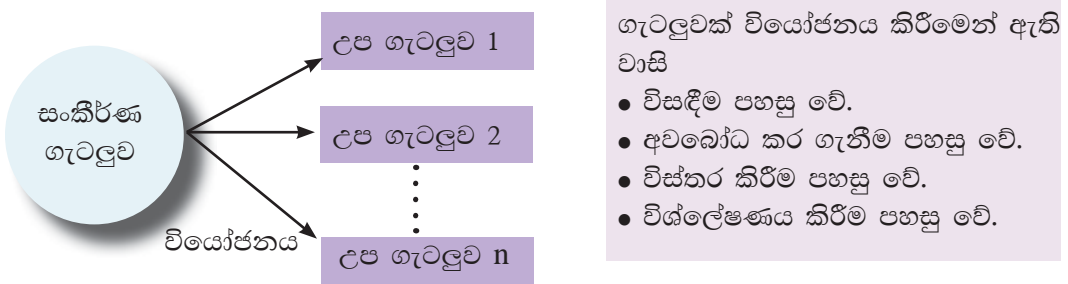 සංකීර්ණ
ගැටලුව
වියෝජනය
උප ගැටලුව 1
උප ගැටලුව 2
උප ගැටලුව n
ගැටලුවක් වියෝජනය කිරීමෙන් ඇති
වාසි
● විසඳීම පහසු වේ.
● අවබෝධ කර ගැනීම පහසු වේ.
● විස්තර කිරීම පහසු වේ.
● විශ්ලේෂණය කිරීම පහසු වේ.